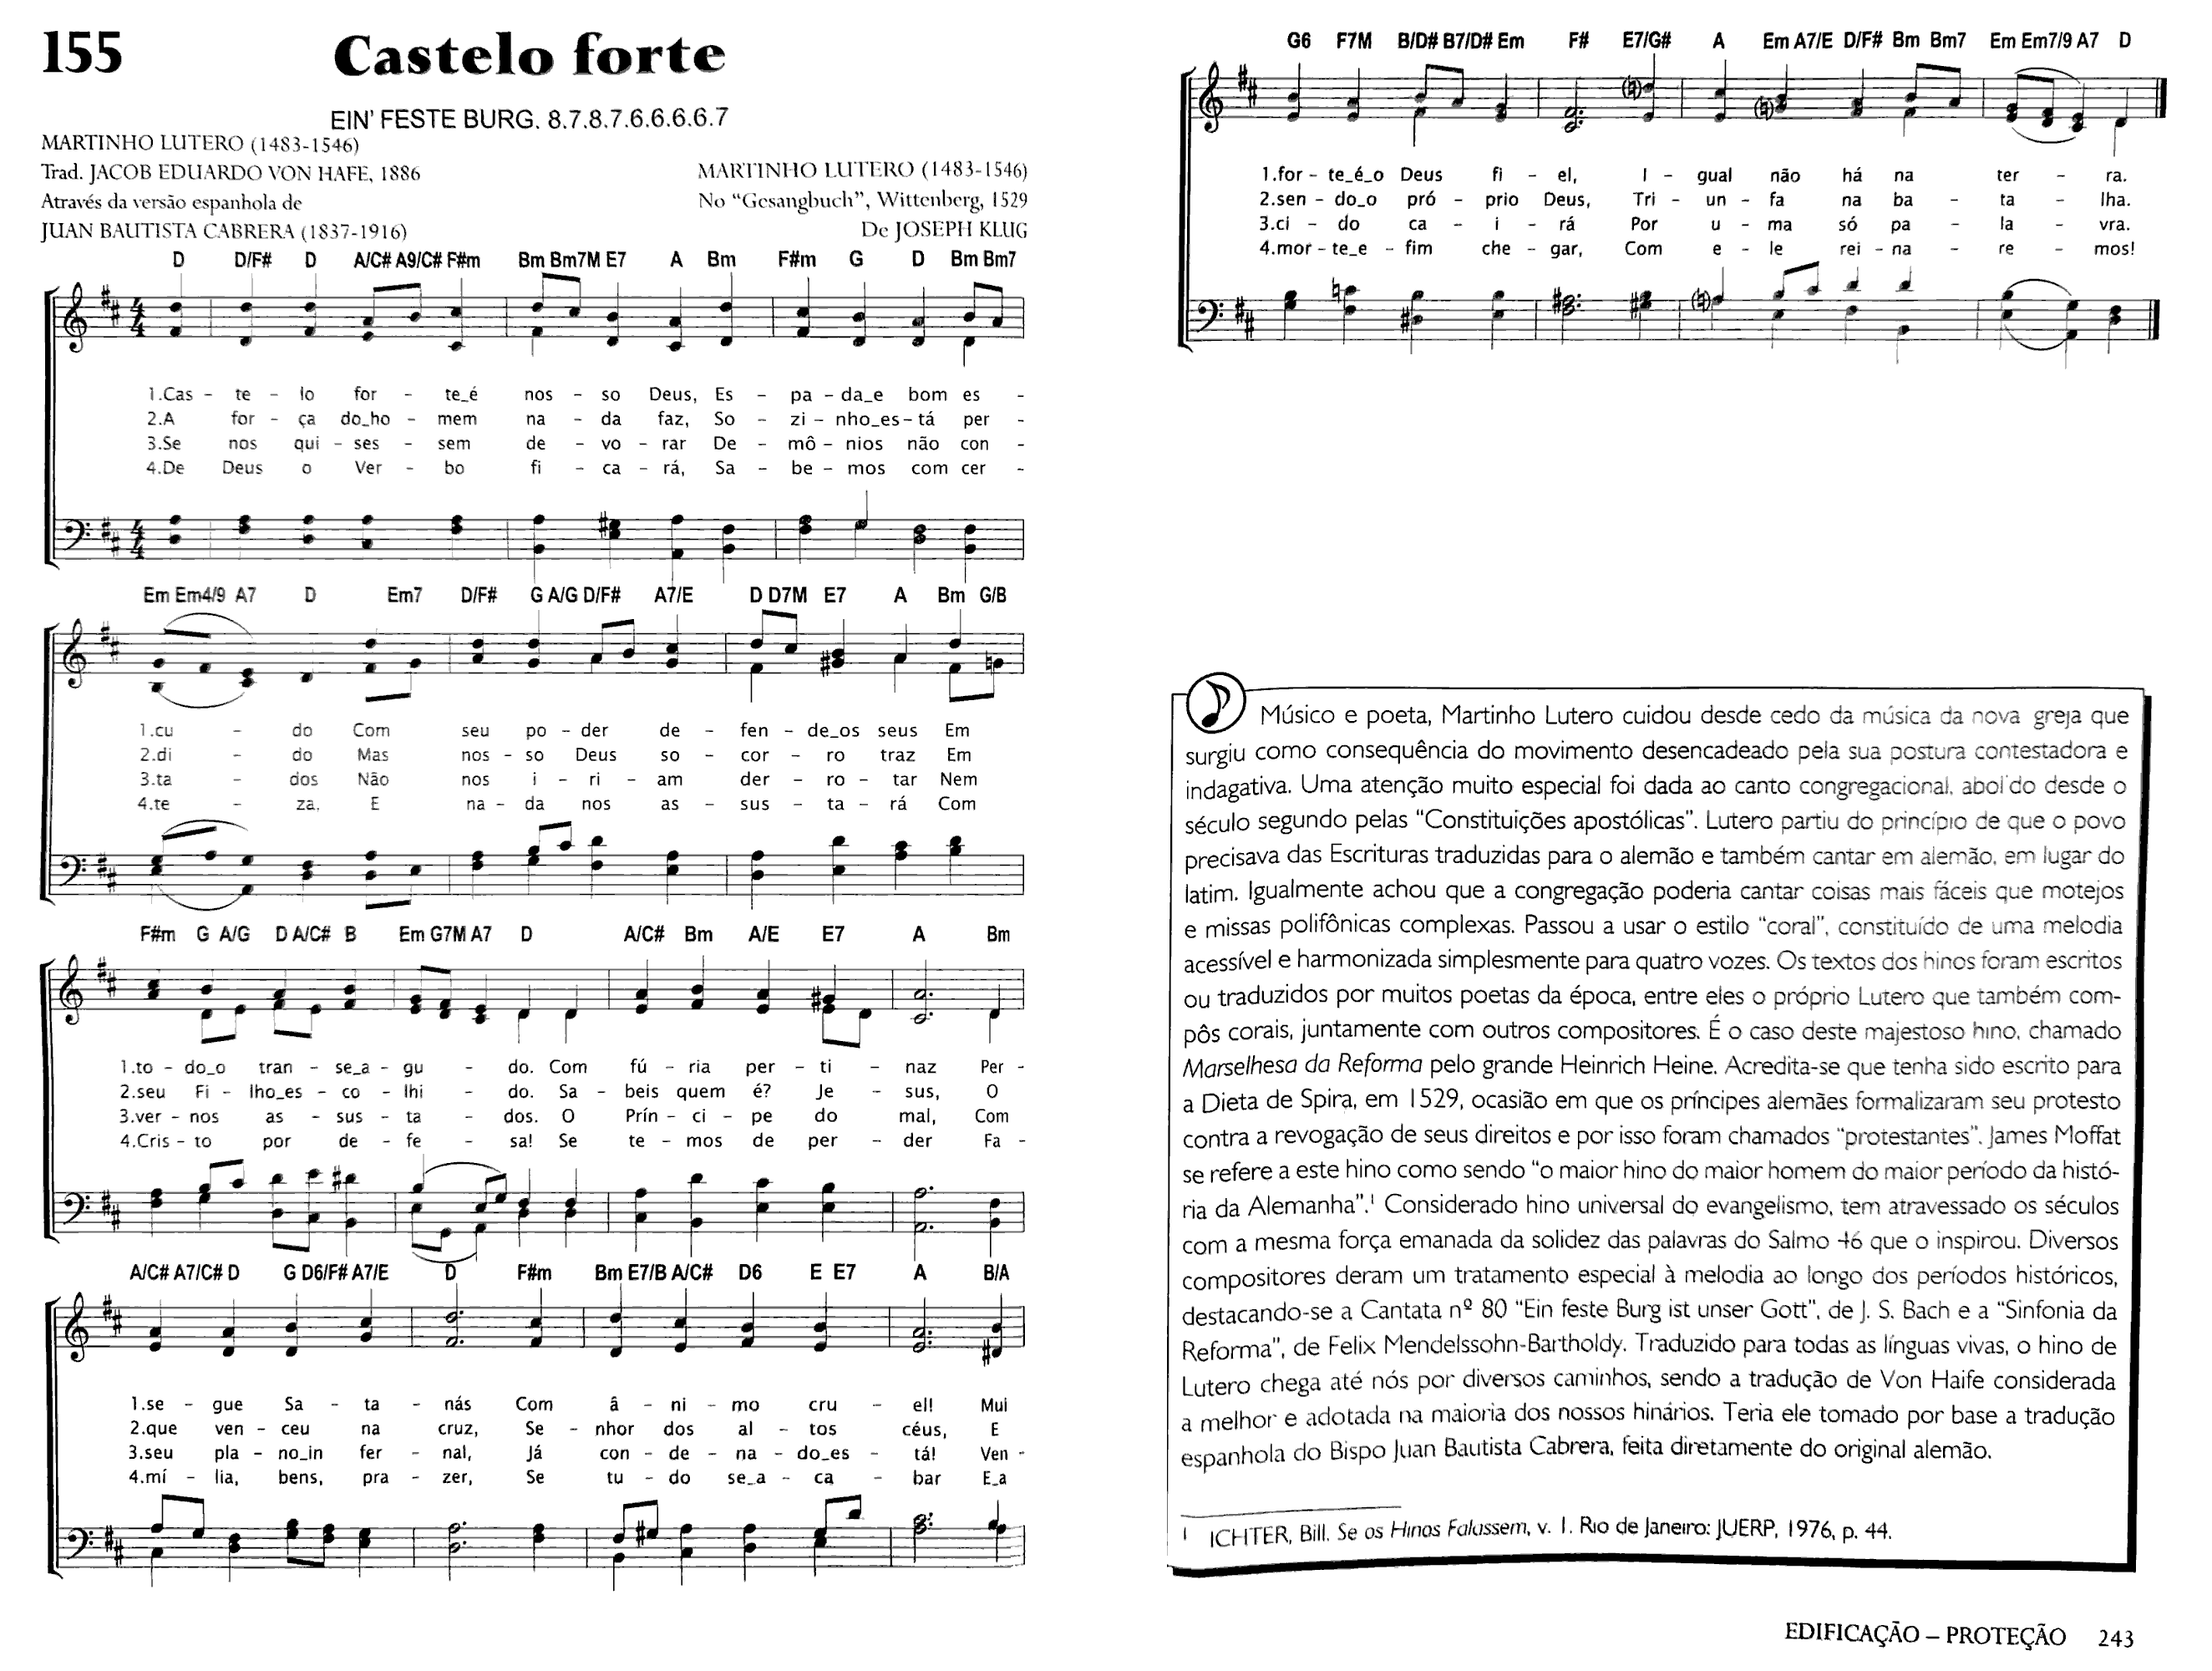 155
Castelo forte
EIN' FESTE BURG. 8.7.8.7.6.6.6.6.7
MARTINHO LUTERO (1483-1546)
Trad. JACOB EDUARDO VON HAFE, 1886
Através da versão espanhola de
JUAN BAUTISTA CABRERA (1837-1916)
MARTINHO LUTERO (1483-1546)
No “Gesangbuch”, Wittenberg, 1529
De JOSEPH KLUG
D D/F# D A/C# A9/C# F#m Bm Bm7M E7 A Bm F#m G D Bm Bm7
1.Cas – te – lo for – te_é nos – so Deus, Es – pa – da_e bom es –
2.A for – ça do_ho – mem na – da faz, So – zi – nho_es – tá per –
3.Se nos qui – ses – sem de – vo – rar De – mô – nios não con –
4.De Deus o Ver – bo fi – ca – rá, Sa – be – mos com cer –
Em Em4/9 A7 D Em7 D/F# G A/G D/F# A7/E D D7M E7 A Bm G/B
1.cu – do Com seu po – der de – fen – de_os seus Em
2.di – do Mas nos – so Deus so – cor – ro traz Em
3.ta – dos Não nos i – ri – am der – ro – tar Nem
4.te – za, E na – da nos as – sus – ta – rá Com
F#m G A/G D A/C# B Em G7M A7 D A/C# Bm A/E E7 A Bm
1.to – do_o tran – se_a – gu – do. Com fú – ria per – ti – naz Per –
2.seu Fi – lho_es – co – lhi – do. Sa – beis quem é? Je – sus, O
3.ver – nos as – sus – ta – dos. O Prín – ci – pe do mal, Com
4.Cris – to por de – fe – sa! Se te – mos de per – der Fa –
A/C# A7/C# D G D6/F# A7/E D F#m Bm E7/B A/C# D6 E E7 A B/A
1.se – gue Sa – ta – nás Com â – ni – mo cru – el! Mui
2.que ven – ceu na cruz, Se – nhor dos al – tos céus, E
3.seu pla – no_in fer – nal, Já con – de – na – do_es – tá! Ven –
4.mí – lia, bens, pra – zer, Se tu – do se_a – ca – bar E_a
G6 F7M B/D# B7/D# Em F# E7/G# A Em A7/E D/F# Bm Bm7 Em Em7/9 A7 D
1.for – te_é_o Deus fi – el, I – gual não há na ter – ra.
2.sen – do_o pró – prio Deus, Tri – un – fa na ba – ta – lha.
3.ci – do ca – i – rá Por u – ma só pa – la – vra.
4.mor – te_e – fim che – gar, Com e – le rei – na – re – mos!
Músico e poeta, Martinho Lutero cuidou desde cedo da música da nova greja que
surgiu como consequência do movimento desencadeado pela sua postura contestadora e
indagativa. Uma atenção muito especial foi dada ao canto congregacional, abol do desde o
século segundo pelas “Constituições apostólicas”. Lutero partiu do princípio de que o povo
precisava das Escrituras traduzidas para o alemão e também cantar em alemão, em lugar do
latim. Igualmente achou que a congregação poderia cantar coisas mais fáceis que motejos
e missas polifônicas complexas. Passou a usar o estilo “coral”, constituído de uma melodia
acessível e harmonizada simplesmente para quatro vozes. Os textos dos hinos foram escritos
ou traduzidos por muitos poetas da época, entre eles o próprio Lutero que também com-
pôs corais, juntamente com outros compositores. É o caso deste majestoso hino, chamado
Marselhesa da Reforma pelo grande Heinrich Heine. Acredita-se que tenha sido escrito para
a Dieta de Spira, em 1529, ocasião em que os príncipes alemães formalizaram seu protesto
contra a revogação de seus direitos e por isso foram chamados “protestantes”. James Moffat
se refere a este hino como sendo “o maior hino do maior homem do maior período da histó-
ria da Alemanha”.¹ Considerado hino universal do evangelismo, tem atravessado os séculos
com a mesma força emanada da solidez das palavras do Salmo 46 que o inspirou. Diversos
compositores deram um tratamento especial à melodia ao longo dos períodos históricos,
destacando-se a Cantata nº 80 “Ein feste Burg ist unser Gott”, de J. S. Bach e a “Sinfonia da
Reforma”, de Felix Mendelssohn-Bartholdy. Traduzido para todas as línguas vivas, o hino de
Lutero chega até nós por diversos caminhos, sendo a tradução de Von Haife considerada
a melhor e adotada na maioria dos nossos hinários. Teria ele tomado por base a tradução
espanhola do Bispo Juan Bautista Cabrera, feita diretamente do original alemão.
¹ ICHTER, Bill. Se os Hinos Falassem, v. 1. Rio de Janeiro: JUERP, 1976, p. 44.
EDIFICAÇÃO – PROTEÇÃO 243